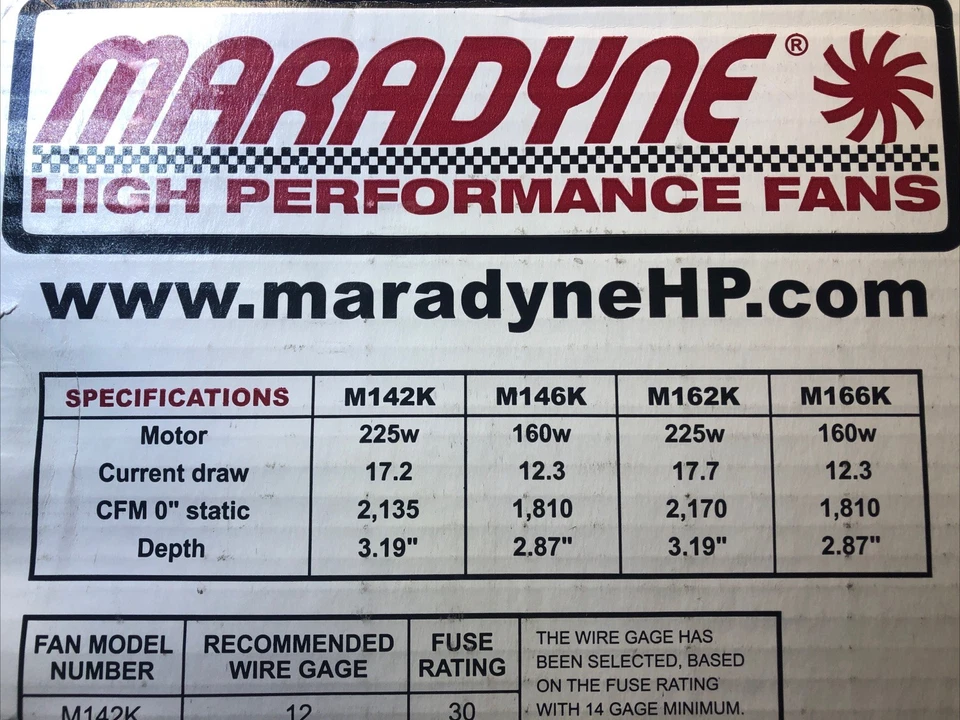 MARADYNE®
HIGH PERFORMANCE FANS
www.maradyneHP.com
SPECIFICATIONS M142K M146K M162K M166K
Motor 225w 160w 225w 160w
Current draw 17.2 12.3 17.7 12.3
CFM 0" static 2,135 1,810 2,170 1,810
Depth 3.19" 2.87" 3.19" 2.87"
FAN MODEL NUMBER RECOMMENDED WIRE GAGE FUSE RATING
M142K 12 30
THE WIRE GAGE HAS
BEEN SELECTED, BASED
ON THE FUSE RATING
WITH 14 GAGE MINIMUM.